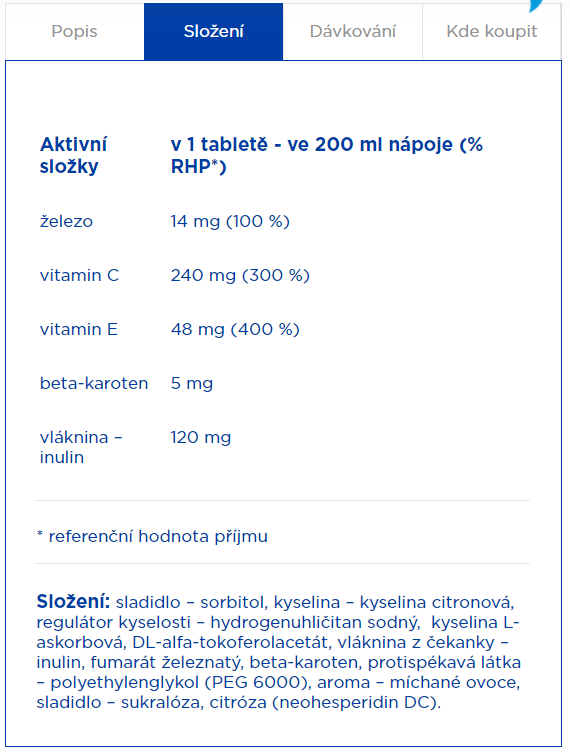 Popis Složení Dávkování Kde koupit
Aktivní složky v 1 tabletě - ve 200 ml nápoje (% RHP*)
železo 14 mg (100 %)
vitamin C 240 mg (300 %)
vitamin E 48 mg (400 %)
beta-karoten 5 mg
vláknina – inulin 120 mg
* referenční hodnota příjmu
Složení: sladidlo – sorbitol, kyselina – kyselina citronová,
regulátor kyselosti – hydrogenuhličitan sodný, kyselina L-
askorbová, DL-alfa-tokoferolacetát, vláknina z čekanky –
inulin, fumarát železnatý, beta-karoten, protispékavá látka
– polyethylenglykol (PEG 6000), aroma – míchané ovoce,
sladidlo – sukralóza, citróza (neohesperidin DC).